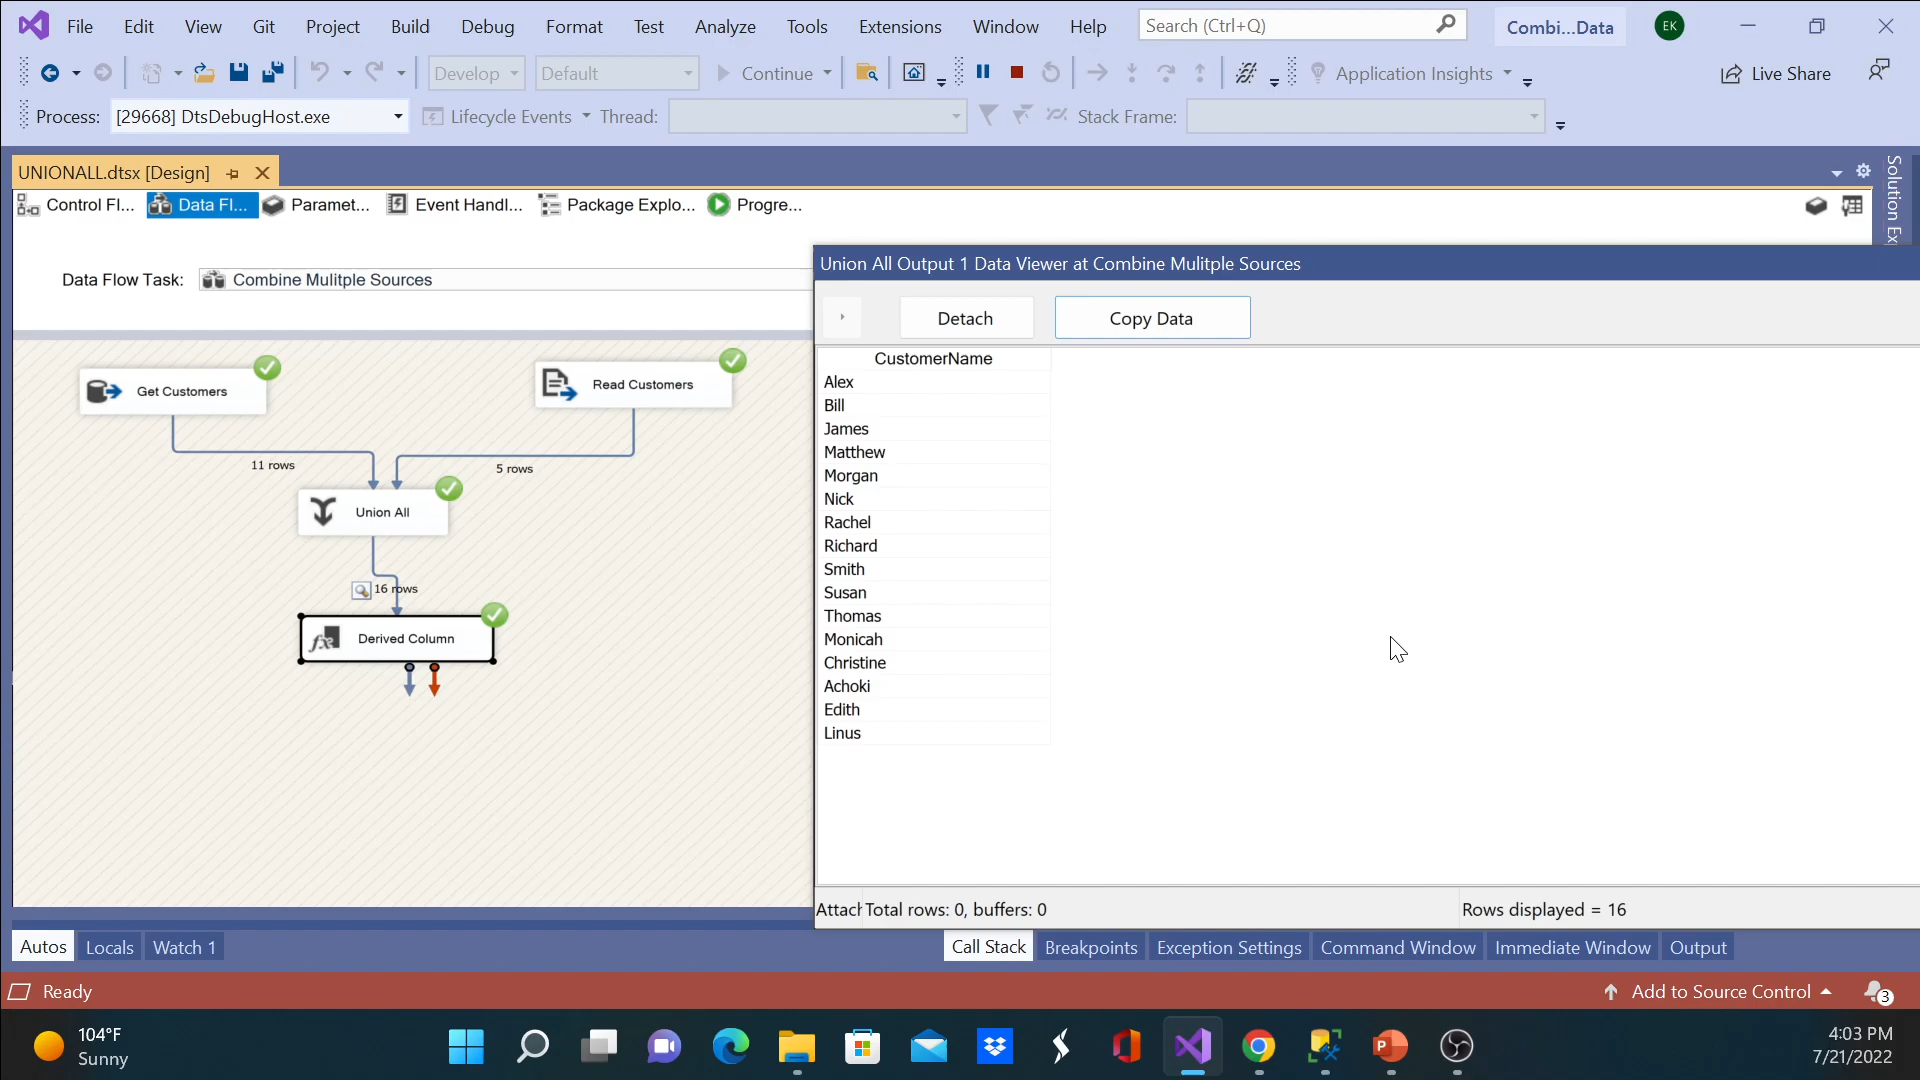 File Edit View Git Project Build Debug Format Test Analyze Tools Extensions Window Help Search (Ctrl+Q) Combi...Data EK
Develop Default Continue Application Insights Live Share
Process: [29668] DtsDebugHost.exe Lifecycle Events Thread: Stack Frame:
UNIONALL.dtsx [Design]
Control Fl... Data Fl... Paramet... Event Handl... Package Explo... Progre...
Solution Ex
Data Flow Task: Combine Mulitple Sources
Union All Output 1 Data Viewer at Combine Mulitple Sources
Detach Copy Data
CustomerName
Alex
Bill
James
Matthew
Morgan
Nick
Rachel
Richard
Smith
Susan
Thomas
Monicah
Christine
Achoki
Edith
Linus
Get Customers
Read Customers
11 rows
5 rows
Union All
16 rows
fx
Derived Column
Attach Total rows: 0, buffers: 0 Rows displayed = 16
Autos Locals Watch 1 Call Stack Breakpoints Exception Settings Command Window Immediate Window Output
Ready Add to Source Control 3
104°F
Sunny
4:03 PM
7/21/2022